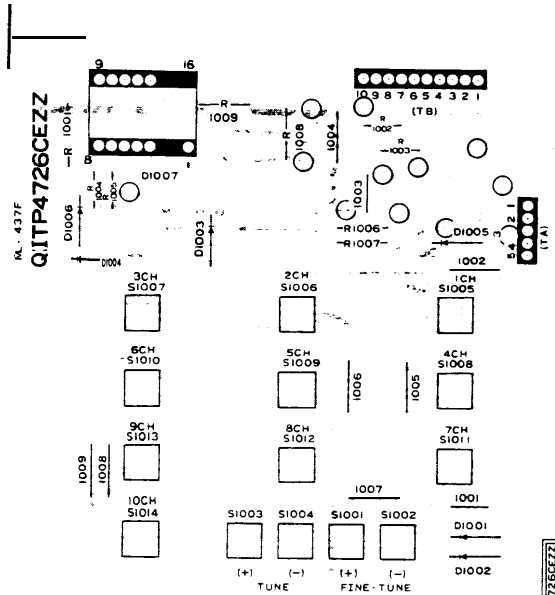 9 16
8
ML-437F
QITP4726CEZZ
R
1001
R
R
1009
R
1008
1004
R
1002
R
1003
10 9 8 7 6 5 4 3 2 1
(TB)
D1007
R
1004
R
1005
D1006
D1004
D1003
1003
R1006
R1007
D1005
1002
1
2
3
4
5
(TA)
3CH
S1007
2CH
S1006
1CH
S1005
6CH
S1010
5CH
S1009
4CH
S1008
1006
1005
9CH
S1013
8CH
S1012
7CH
S1011
1009
1008
10CH
S1014
1007
1001
S1003 S1004 S1001 S1002
D1001
D1002
(+) (-) (+) (-)
TUNE FINE-TUNE
726CEZZ